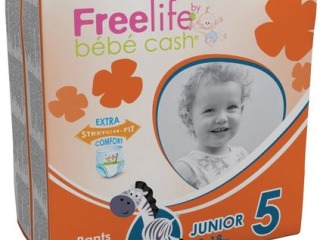 Freelife by
bébé cash®
EXTRA
STRETCH-FIT
COMFORT
JUNIOR 5
Pants